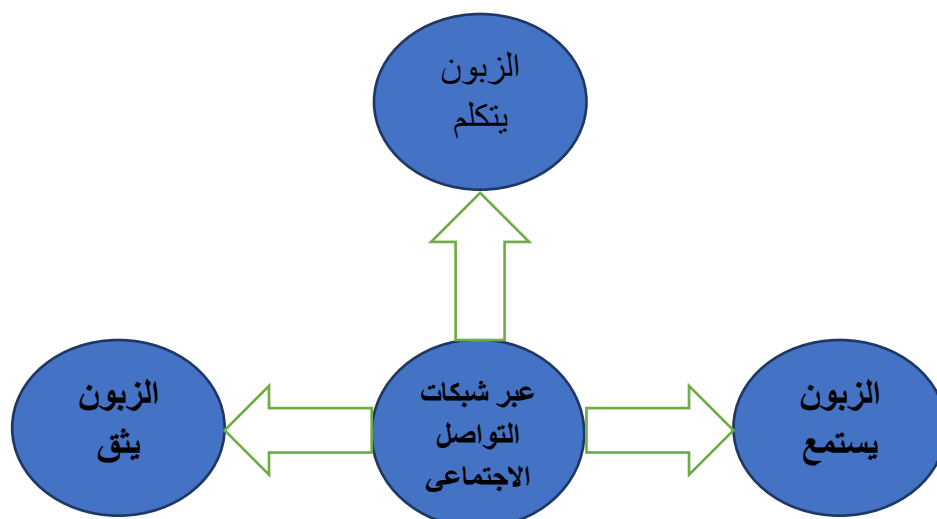 الزبون
يتكلم
الزبون
يستمع
عبر شبكات
التواصل
الاجتماعى
الزبون
يثق